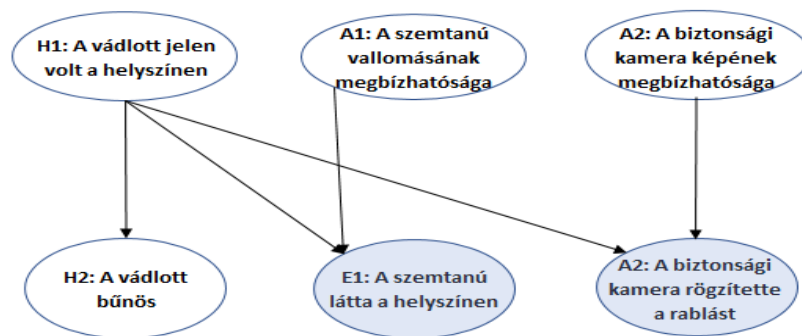 H1: A vádlott jelen
volt a helyszínen
A1: A szemtanú
vallomásának
megbízhatósága
A2: A biztonsági
kamera képének
megbízhatósága
H2: A vádlott
bűnös
E1: A szemtanú
látta a helyszínen
A2: A biztonsági
kamera rögzítette
a rablást